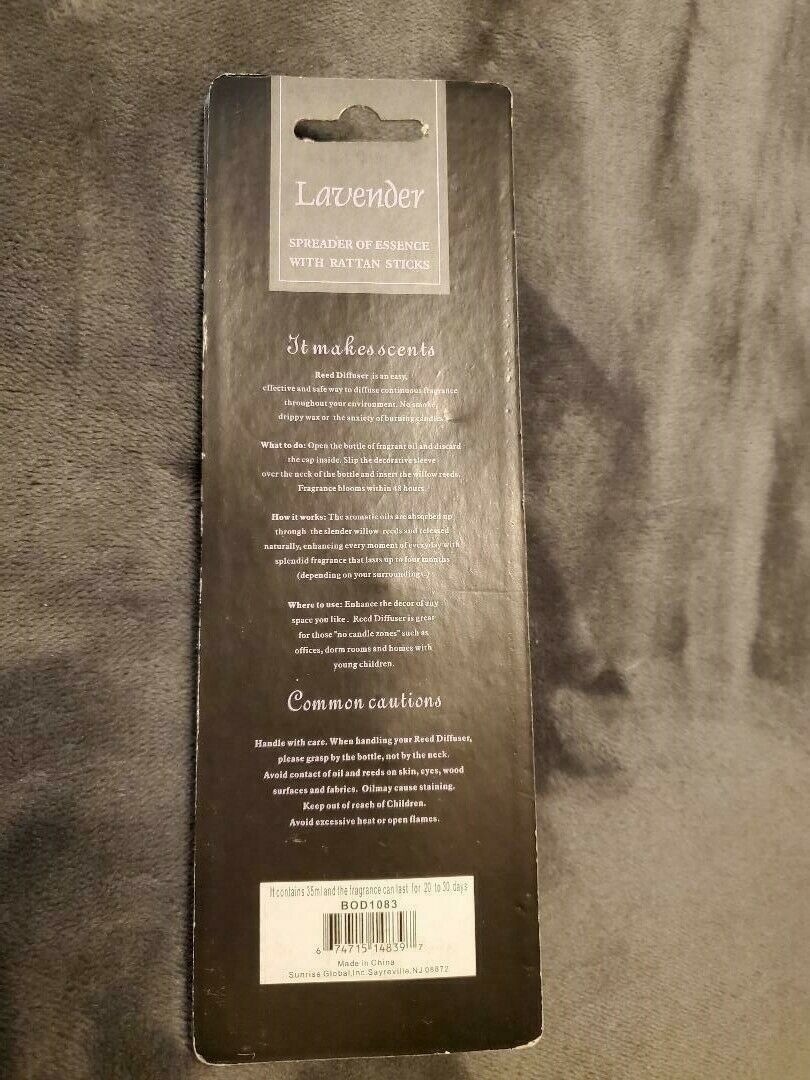 Lavender
SPREADER OF ESSENCE
WITH RATTAN STICKS
It makes scents
Reed Diffuser is an easy,
effective and safe way to diffuse continuous fragrance
throughout your environment. No smoke,
drippy wax or the anxiety of burning candles.
What to do: Open the bottle of fragrant oil and discard
the cap inside. Slip the decorative sleeve
over the neck of the bottle and insert the willow reeds.
Fragrance blooms within 48 hours.
How it works: The aromatic oils are absorbed up
through the slender willow reeds and released
naturally, enhancing every moment of everyday with
splendid fragrance that lasts up to four months
(depending on your surroundings.)
Where to use: Enhance the decor of any
space you like. Reed Diffuser is great
for those "no candle zones" such as
offices, dorm rooms and homes with
young children.
Common cautions
Handle with care. When handling your Reed Diffuser,
please grasp by the bottle, not by the neck.
Avoid contact of oil and reeds on skin, eyes, wood
surfaces and fabrics. Oilmay cause staining.
Keep out of reach of Children.
Avoid excessive heat or open flames.
It contains 35ml and the fragrance can last for 20 to 30 days
BOD1083
6 74715 14839 7
Made in China
Sunrise Global,Inc.Sayreville,NJ 08872